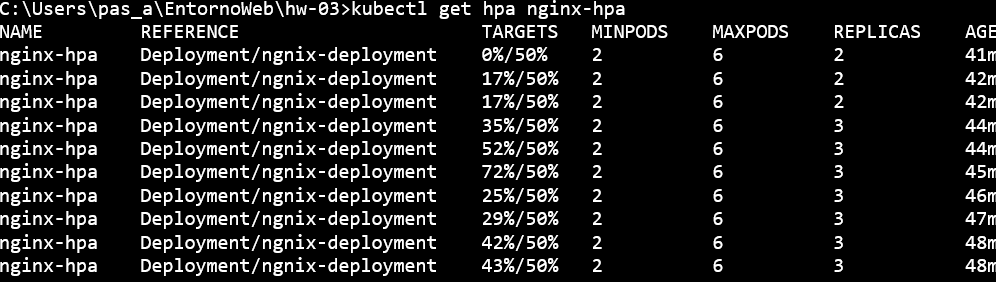 C:\Users\pas_a\EntornoWeb\hw-03>kubectl get hpa nginx-hpa
NAME REFERENCE TARGETS MINPODS MAXPODS REPLICAS AGE
nginx-hpa Deployment/ngnix-deployment 0%/50% 2 6 2 41m
nginx-hpa Deployment/ngnix-deployment 17%/50% 2 6 2 42m
nginx-hpa Deployment/ngnix-deployment 17%/50% 2 6 2 42m
nginx-hpa Deployment/ngnix-deployment 35%/50% 2 6 3 44m
nginx-hpa Deployment/ngnix-deployment 52%/50% 2 6 3 44m
nginx-hpa Deployment/ngnix-deployment 72%/50% 2 6 3 45m
nginx-hpa Deployment/ngnix-deployment 25%/50% 2 6 3 46m
nginx-hpa Deployment/ngnix-deployment 29%/50% 2 6 3 47m
nginx-hpa Deployment/ngnix-deployment 42%/50% 2 6 3 48m
nginx-hpa Deployment/ngnix-deployment 43%/50% 2 6 3 48m